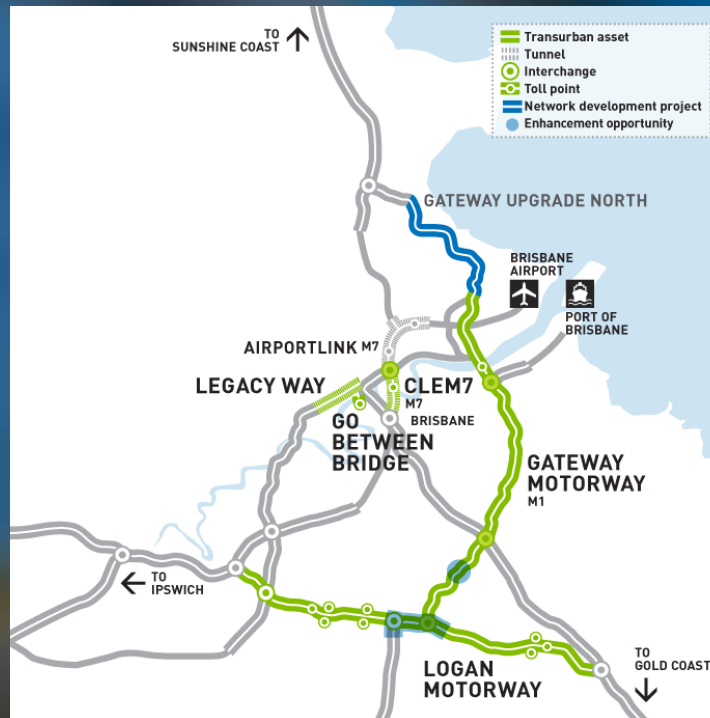 TO
SUNSHINE COAST
Transurban asset
Tunnel
Interchange
Toll point
Network development project
Enhancement opportunity
GATEWAY UPGRADE NORTH
BRISBANE
AIRPORT
PORT OF
BRISBANE
AIRPORTLINK M7
LEGACY WAY
CLEM7
M7
GO
BETWEEN
BRIDGE
BRISBANE
GATEWAY
MOTORWAY
M1
TO
IPSWICH
LOGAN
MOTORWAY
TO
GOLD COAST